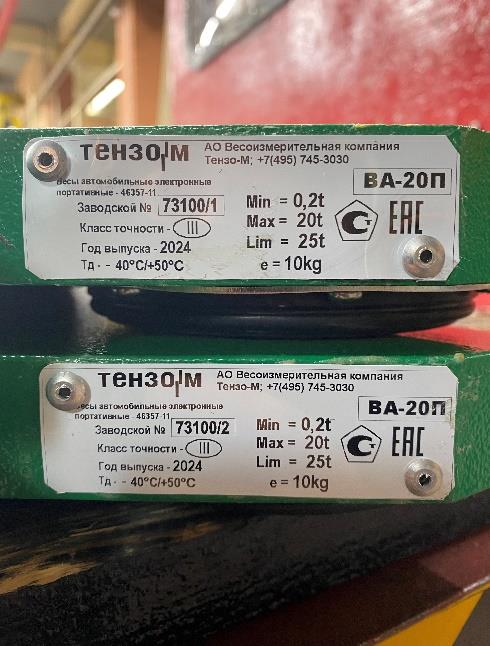 тензо-м АО Весоизмерительная компания
Тензо-М; +7(495) 745-3030
Весы автомобильные электронные
портативные - 46357-11
ВА-20П
Заводской № 73100/1
Класс точности - III
Год выпуска - 2024
Тд - - 40°С/+50°С
Min = 0,2t
Max = 20t
Lim = 25t
e = 10kg
ЕАС
тензо-м АО Весоизмерительная компания
Тензо-М; +7(495) 745-3030
Весы автомобильные электронные
портативные - 46357-11
ВА-20П
Заводской № 73100/2
Класс точности - III
Год выпуска - 2024
Тд - - 40°С/+50°С
Min = 0,2t
Max = 20t
Lim = 25t
e = 10kg
ЕАС